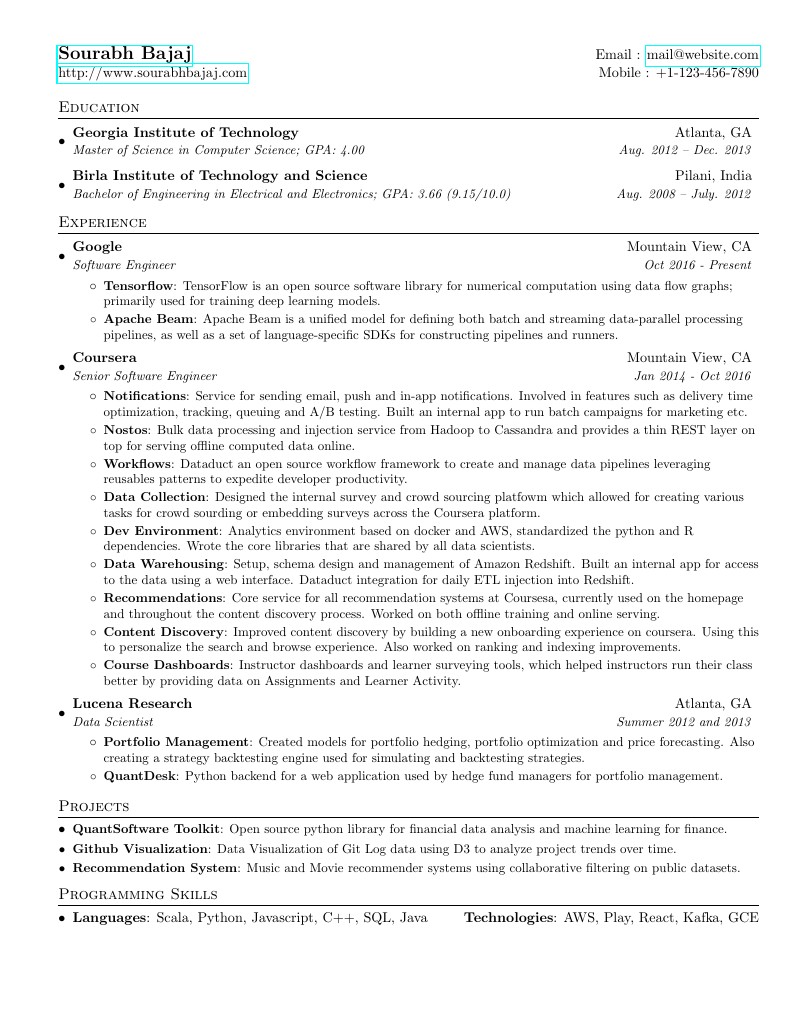 Sourabh Bajaj Email : mail@website.com
http://www.sourabhbajaj.com Mobile : +1-123-456-7890
Education
• Georgia Institute of Technology Atlanta, GA
Master of Science in Computer Science; GPA: 4.00 Aug. 2012 – Dec. 2013
• Birla Institute of Technology and Science Pilani, India
Bachelor of Engineering in Electrical and Electronics; GPA: 3.66 (9.15/10.0) Aug. 2008 – July. 2012
Experience
• Google Mountain View, CA
Software Engineer Oct 2016 - Present
◦ Tensorflow: TensorFlow is an open source software library for numerical computation using data flow graphs;
primarily used for training deep learning models.
◦ Apache Beam: Apache Beam is a unified model for defining both batch and streaming data-parallel processing
pipelines, as well as a set of language-specific SDKs for constructing pipelines and runners.
• Coursera Mountain View, CA
Senior Software Engineer Jan 2014 - Oct 2016
◦ Notifications: Service for sending email, push and in-app notifications. Involved in features such as delivery time
optimization, tracking, queuing and A/B testing. Built an internal app to run batch campaigns for marketing etc.
◦ Nostos: Bulk data processing and injection service from Hadoop to Cassandra and provides a thin REST layer on
top for serving offline computed data online.
◦ Workflows: Dataduct an open source workflow framework to create and manage data pipelines leveraging
reusables patterns to expedite developer productivity.
◦ Data Collection: Designed the internal survey and crowd sourcing platfowm which allowed for creating various
tasks for crowd sourding or embedding surveys across the Coursera platform.
◦ Dev Environment: Analytics environment based on docker and AWS, standardized the python and R
dependencies. Wrote the core libraries that are shared by all data scientists.
◦ Data Warehousing: Setup, schema design and management of Amazon Redshift. Built an internal app for access
to the data using a web interface. Dataduct integration for daily ETL injection into Redshift.
◦ Recommendations: Core service for all recommendation systems at Coursesa, currently used on the homepage
and throughout the content discovery process. Worked on both offline training and online serving.
◦ Content Discovery: Improved content discovery by building a new onboarding experience on coursera. Using this
to personalize the search and browse experience. Also worked on ranking and indexing improvements.
◦ Course Dashboards: Instructor dashboards and learner surveying tools, which helped instructors run their class
better by providing data on Assignments and Learner Activity.
• Lucena Research Atlanta, GA
Data Scientist Summer 2012 and 2013
◦ Portfolio Management: Created models for portfolio hedging, portfolio optimization and price forecasting. Also
creating a strategy backtesting engine used for simulating and backtesting strategies.
◦ QuantDesk: Python backend for a web application used by hedge fund managers for portfolio management.
Projects
• QuantSoftware Toolkit: Open source python library for financial data analysis and machine learning for finance.
• Github Visualization: Data Visualization of Git Log data using D3 to analyze project trends over time.
• Recommendation System: Music and Movie recommender systems using collaborative filtering on public datasets.
Programming Skills
• Languages: Scala, Python, Javascript, C++, SQL, Java Technologies: AWS, Play, React, Kafka, GCE